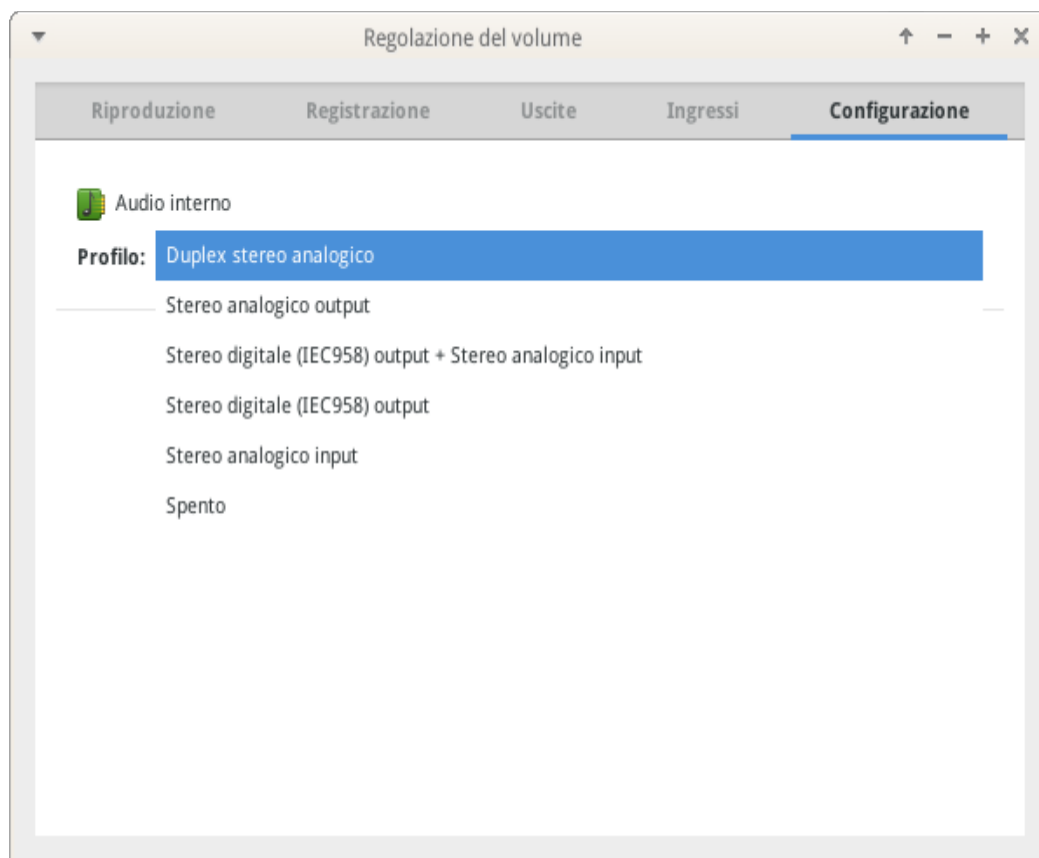 Regolazione del volume
Riproduzione Registrazione Uscite Ingressi Configurazione
Audio interno
Profilo: Duplex stereo analogico
Stereo analogico output
Stereo digitale (IEC958) output + Stereo analogico input
Stereo digitale (IEC958) output
Stereo analogico input
Spento